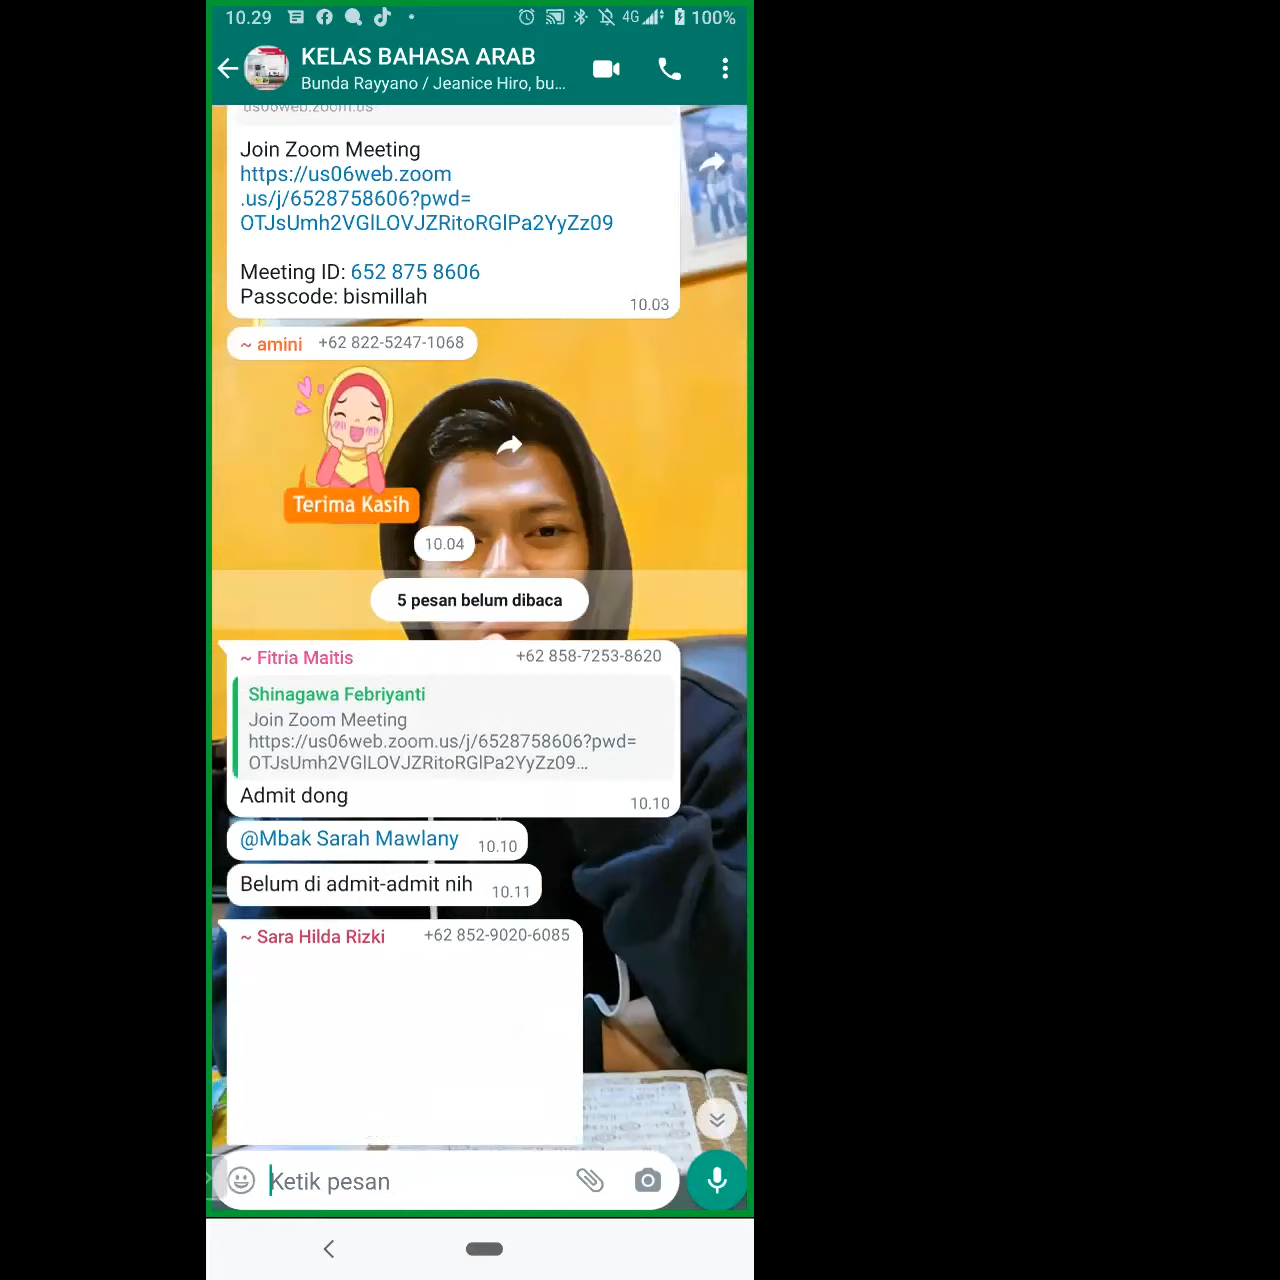 10.29
4G 100%
KELAS BAHASA ARAB
Bunda Rayyano / Jeanice Hiro, bu...
us06web.zoom.us
Join Zoom Meeting
https://us06web.zoom
.us/j/6528758606?pwd=
OTJsUmh2VGlLOVJZRitoRGlPa2YyZz09
Meeting ID: 652 875 8606
Passcode: bismillah
10.03
~ amini +62 822-5247-1068
Terima Kasih
10.04
5 pesan belum dibaca
~ Fitria Maitis +62 858-7253-8620
Shinagawa Febriyanti
Join Zoom Meeting
https://us06web.zoom.us/j/6528758606?pwd=
OTJsUmh2VGlLOVJZRitoRGlPa2YyZz09...
Admit dong
10.10
@Mbak Sarah Mawlany 10.10
Belum di admit-admit nih 10.11
~ Sara Hilda Rizki +62 852-9020-6085
Ketik pesan